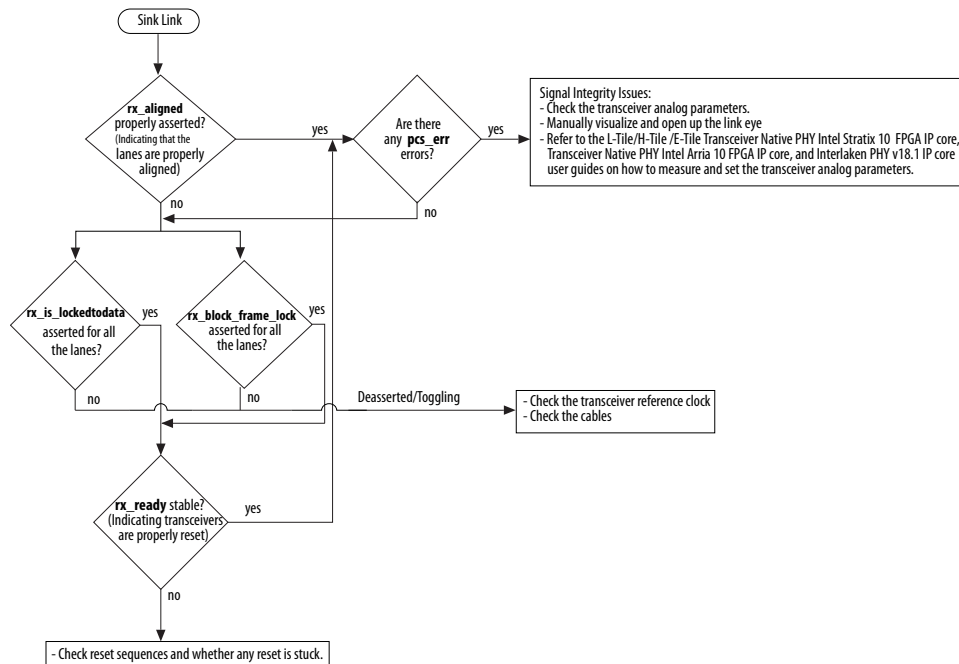 Sink Link
rx_aligned
properly asserted?
(Indicating that the
lanes are properly
aligned)
yes
no
Are there
any pcs_err
errors?
yes
no
Signal Integrity Issues:
- Check the transceiver analog parameters.
- Manually visualize and open up the link eye
- Refer to the L-Tile/H-Tile /E-Tile Transceiver Native PHY Intel Stratix 10 FPGA IP core,
Transceiver Native PHY Intel Arria 10 FPGA IP core, and Interlaken PHY v18.1 IP core
user guides on how to measure and set the transceiver analog parameters.
rx_is_lockedtodata
asserted for all
the lanes?
yes
no
rx_block_frame_lock
asserted for all
the lanes?
yes
no
Deasserted/Toggling
- Check the transceiver reference clock
- Check the cables
rx_ready stable?
(Indicating transceivers
are properly reset)
yes
no
- Check reset sequences and whether any reset is stuck.